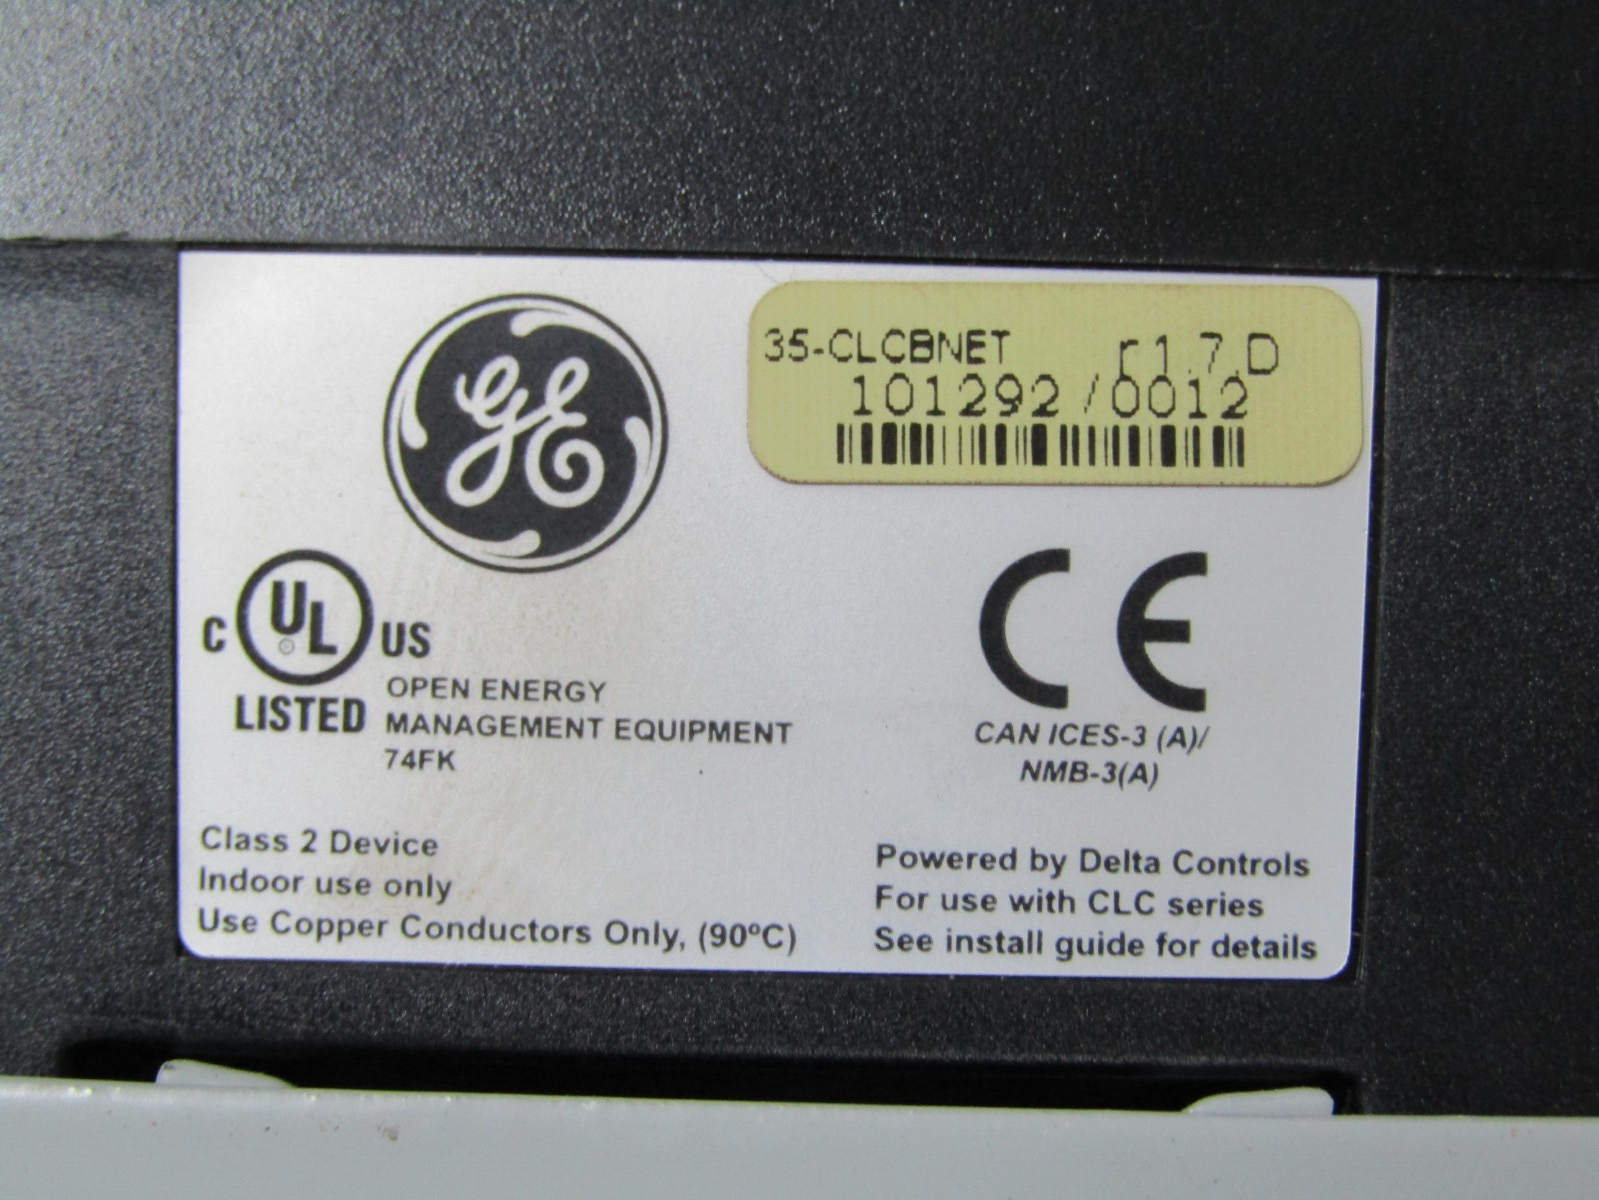 GE
35-CLCBNET r1.7.D
101292/0012
C UL US
LISTED
OPEN ENERGY
MANAGEMENT EQUIPMENT
74FK
CE
CAN ICES-3 (A)/
NMB-3(A)
Class 2 Device
Indoor use only
Use Copper Conductors Only, (90ºC)
Powered by Delta Controls
For use with CLC series
See install guide for details